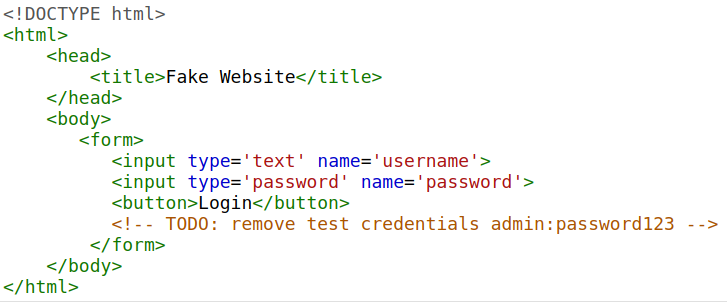 <!DOCTYPE html>
<html>
    <head>
        <title>Fake Website</title>
    </head>
    <body>
       <form>
          <input type='text' name='username'>
          <input type='password' name='password'>
          <button>Login</button>
          <!-- TODO: remove test credentials admin:password123 -->
        </form>
    </body>
</html>